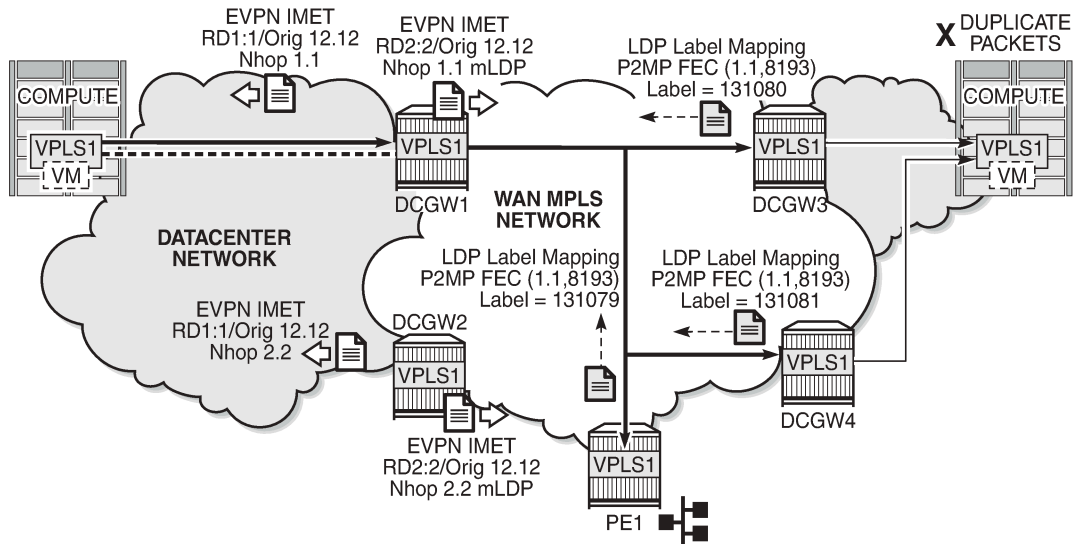 EVPN IMET
RD1:1/Orig 12.12
Nhop 1.1
EVPN IMET
RD2:2/Orig 12.12
Nhop 1.1 mLDP
LDP Label Mapping
P2MP FEC (1.1,8193)
Label = 131080
X DUPLICATE
PACKETS
COMPUTE
VPLS1
VM
VPLS1
DCGW1
VPLS1
DCGW3
COMPUTE
VPLS1
VM
WAN MPLS
NETWORK
DATACENTER
NETWORK
LDP Label Mapping
P2MP FEC (1.1,8193)
Label = 131079
LDP Label Mapping
P2MP FEC (1.1,8193)
Label = 131081
EVPN IMET
RD1:1/Orig 12.12
Nhop 2.2
DCGW2
VPLS1
VPLS1
DCGW4
EVPN IMET
RD2:2/Orig 12.12
Nhop 2.2 mLDP
VPLS1
PE1